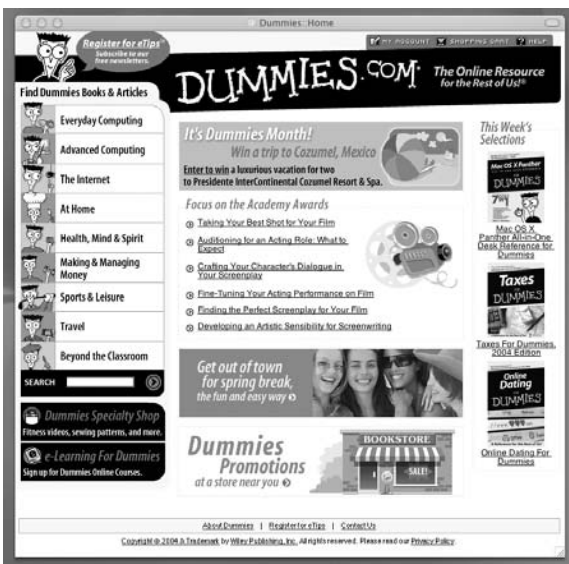 Dummies::Home
Register for eTips™
Subscribe to our
free newsletters.
MY ACCOUNT SHOPPING CART ? HELP
DUMMIES.COM®
The Online Resource
for the Rest of Us!®
Find Dummies Books & Articles
Everyday Computing
Advanced Computing
The Internet
At Home
Health, Mind & Spirit
Making & Managing
Money
Sports & Leisure
Travel
Beyond the Classroom
SEARCH
Dummies Specialty Shop
Fitness videos, sewing patterns, and more.
e-Learning For Dummies
Sign up for Dummies Online Courses.
It's Dummies Month!
Win a trip to Cozumel, Mexico
Enter to win a luxurious vacation for two
to Presidente InterContinental Cozumel Resort & Spa.
Focus on the Academy Awards
Taking Your Best Shot for Your Film
Auditioning for an Acting Role: What to
Expect
Crafting Your Character's Dialogue in
Your Screenplay
Fine-Tuning Your Acting Performance on Film
Finding the Perfect Screenplay for Your Film
Developing an Artistic Sensibility for Screenwriting
Get out of town
for spring break,
the fun and easy way
Dummies
Promotions
at a store near you
BOOKSTORE
SALE!
This Week's
Selections
Mac OS X Panther
DUMMIES
Mac OS X
Panther All-in-One
Desk Reference for
Dummies
Taxes
DUMMIES
Taxes For Dummies,
2004 Edition
Online
Dating
DUMMIES
Online Dating For
Dummies
About Dummies | Register for eTips | Contact Us
Copyright © 2004 & Trademark by Wiley Publishing, Inc. All rights reserved. Please read our Privacy Policy.